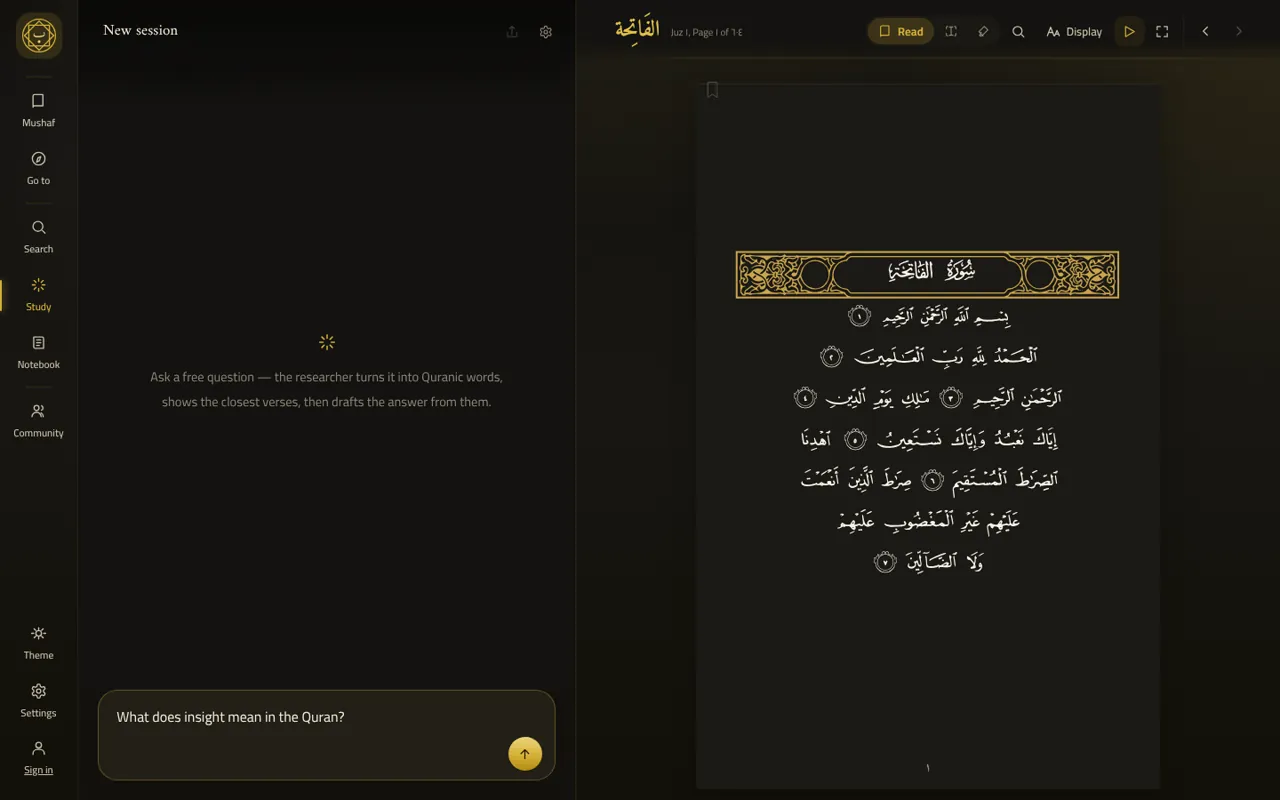 ب
Mushaf
Go to
Search
Study
Notebook
Community
Theme
Settings
Sign in
New session
Ask a free question — the researcher turns it into Quranic words,
shows the closest verses, then drafts the answer from them.
What does insight mean in the Quran?
الفَاتِحَة
Juz ١, Page ١ of ٦٠٤
Read
Display
سُورَةُ الفَاتِحَةِ
بِسْمِ ٱللَّهِ ٱلرَّحْمَٰنِ ٱلرَّحِيمِ ١
ٱلْحَمْدُ لِلَّهِ رَبِّ ٱلْعَٰلَمِينَ ٢
ٱلرَّحْمَٰنِ ٱلرَّحِيمِ ٣ مَٰلِكِ يَوْمِ ٱلدِّينِ ٤
إِيَّاكَ نَعْبُدُ وَإِيَّاكَ نَسْتَعِينُ ٥ ٱهْدِنَا
ٱلصِّرَٰطَ ٱلْمُسْتَقِيمَ ٦ صِرَٰطَ ٱلَّذِينَ أَنْعَمْتَ
عَلَيْهِمْ غَيْرِ ٱلْمَغْضُوبِ عَلَيْهِمْ
وَلَا ٱلضَّآلِّينَ ٧
١